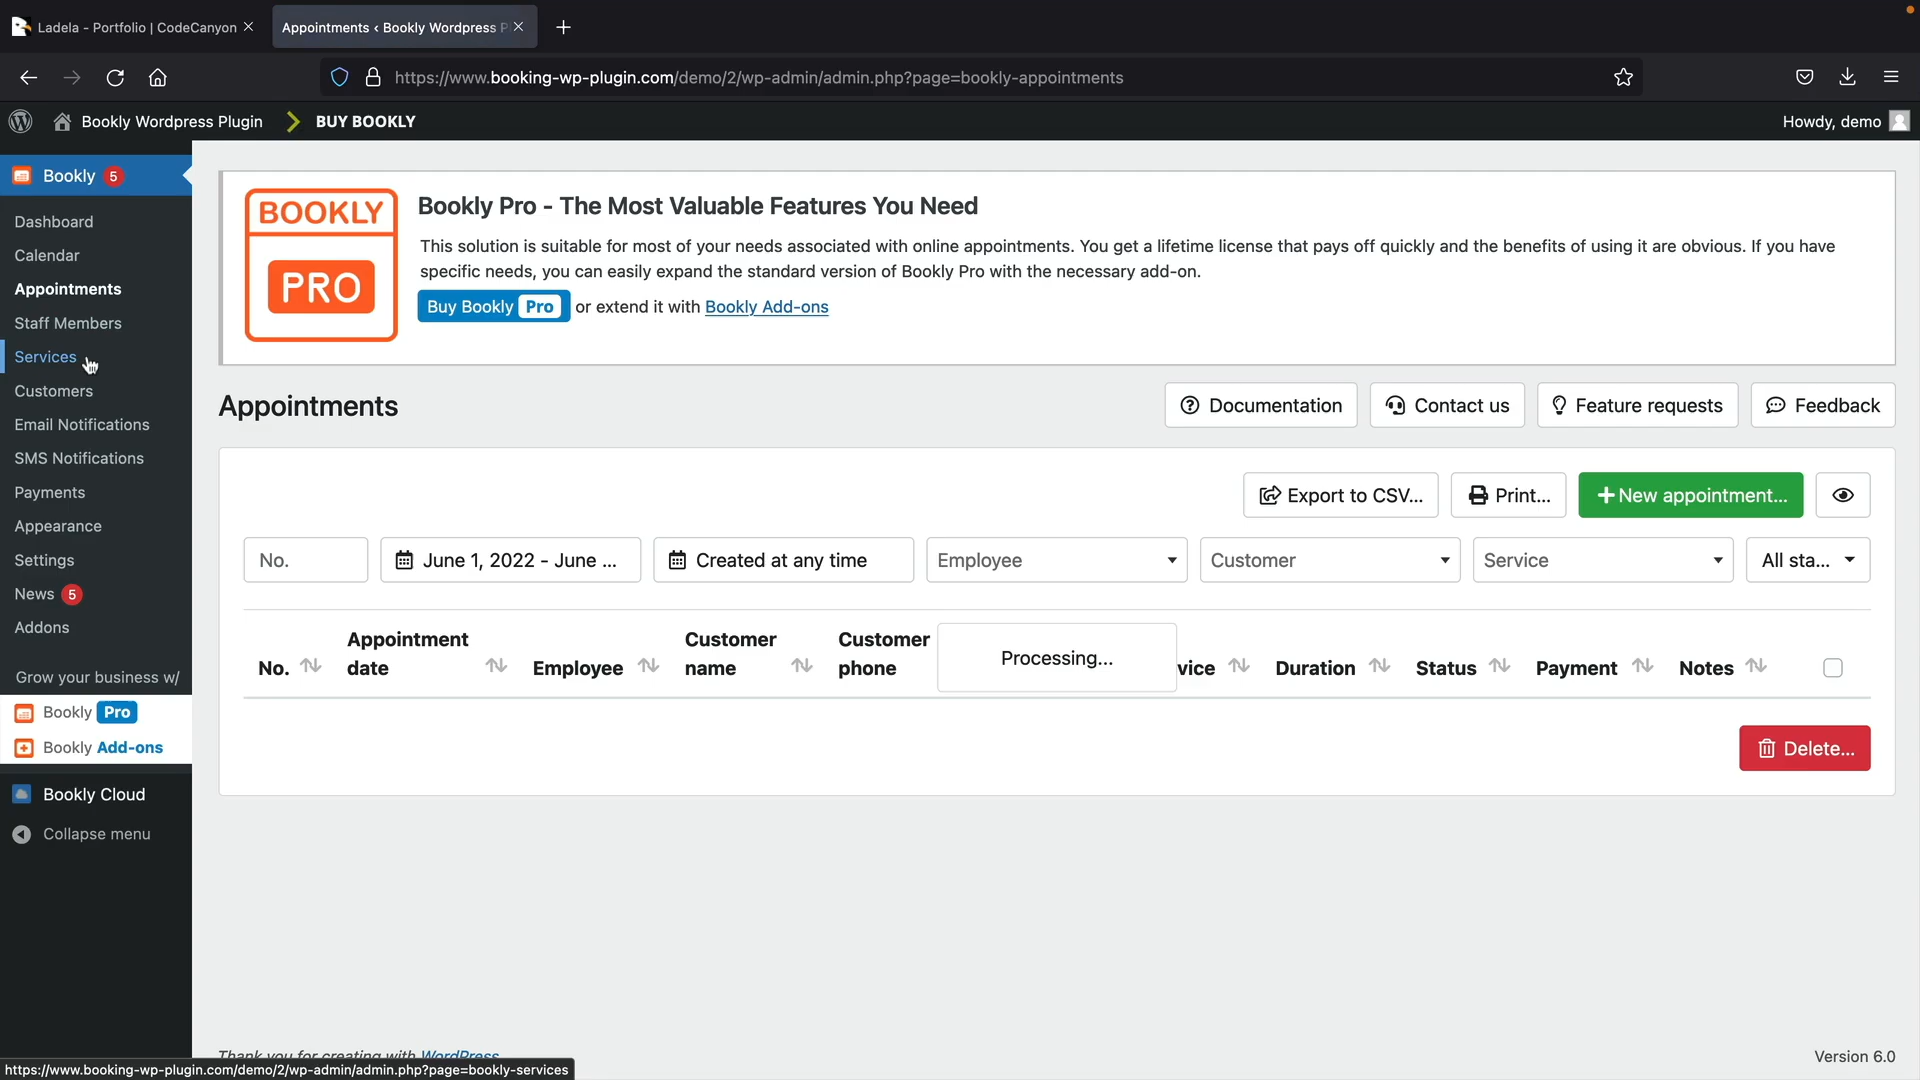 Ladela - Portfolio | CodeCanyon
Appointments ‹ Bookly Wordpress P
https://www.booking-wp-plugin.com/demo/2/wp-admin/admin.php?page=bookly-appointments
Bookly Wordpress Plugin
BUY BOOKLY
Howdy, demo
Bookly 5
Dashboard
Calendar
Appointments
Staff Members
Services
Customers
Email Notifications
SMS Notifications
Payments
Appearance
Settings
News 5
Addons
Grow your business w/
Bookly Pro
Bookly Add-ons
Bookly Cloud
Collapse menu
BOOKLY
PRO
Bookly Pro - The Most Valuable Features You Need
This solution is suitable for most of your needs associated with online appointments. You get a lifetime license that pays off quickly and the benefits of using it are obvious. If you have
specific needs, you can easily expand the standard version of Bookly Pro with the necessary add-on.
Buy Bookly Pro or extend it with Bookly Add-ons
Appointments
Documentation
Contact us
Feature requests
Feedback
Export to CSV...
Print...
New appointment...
No.
June 1, 2022 - June ...
Created at any time
Employee
Customer
Service
All sta...
No.
Appointment
date
Employee
Customer
name
Customer
phone
Processing...
vice
Duration
Status
Payment
Notes
Delete...
Thank you for creating with WordPress
Version 6.0
https://www.booking-wp-plugin.com/demo/2/wp-admin/admin.php?page=bookly-services